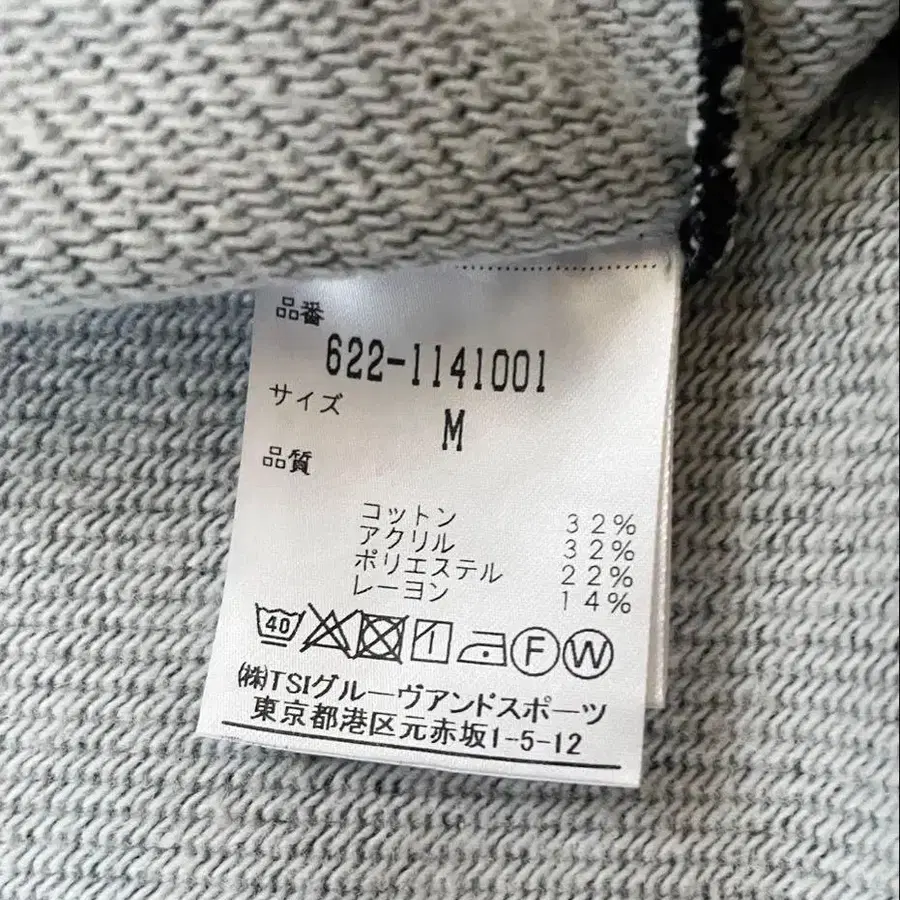 品番
622-1141001
サイズ
M
品質
コットン 32%
アクリル 32%
ポリエステル 22%
レーヨン 14%
40 F W
(株)TSIグルーヴアンドスポーツ
東京都港区元赤坂1-5-12